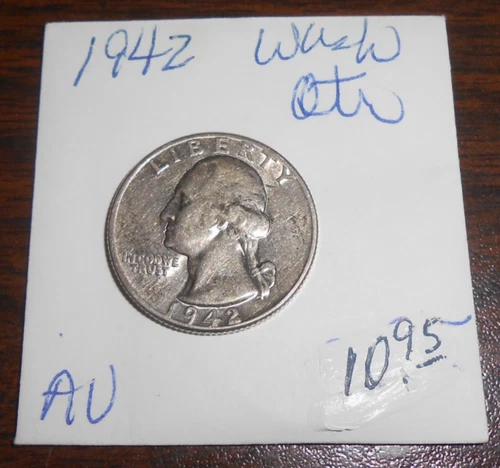 1942 Wash
Qtr
LIBERTY
IN GOD WE
TRUST
1942
AU
10.95